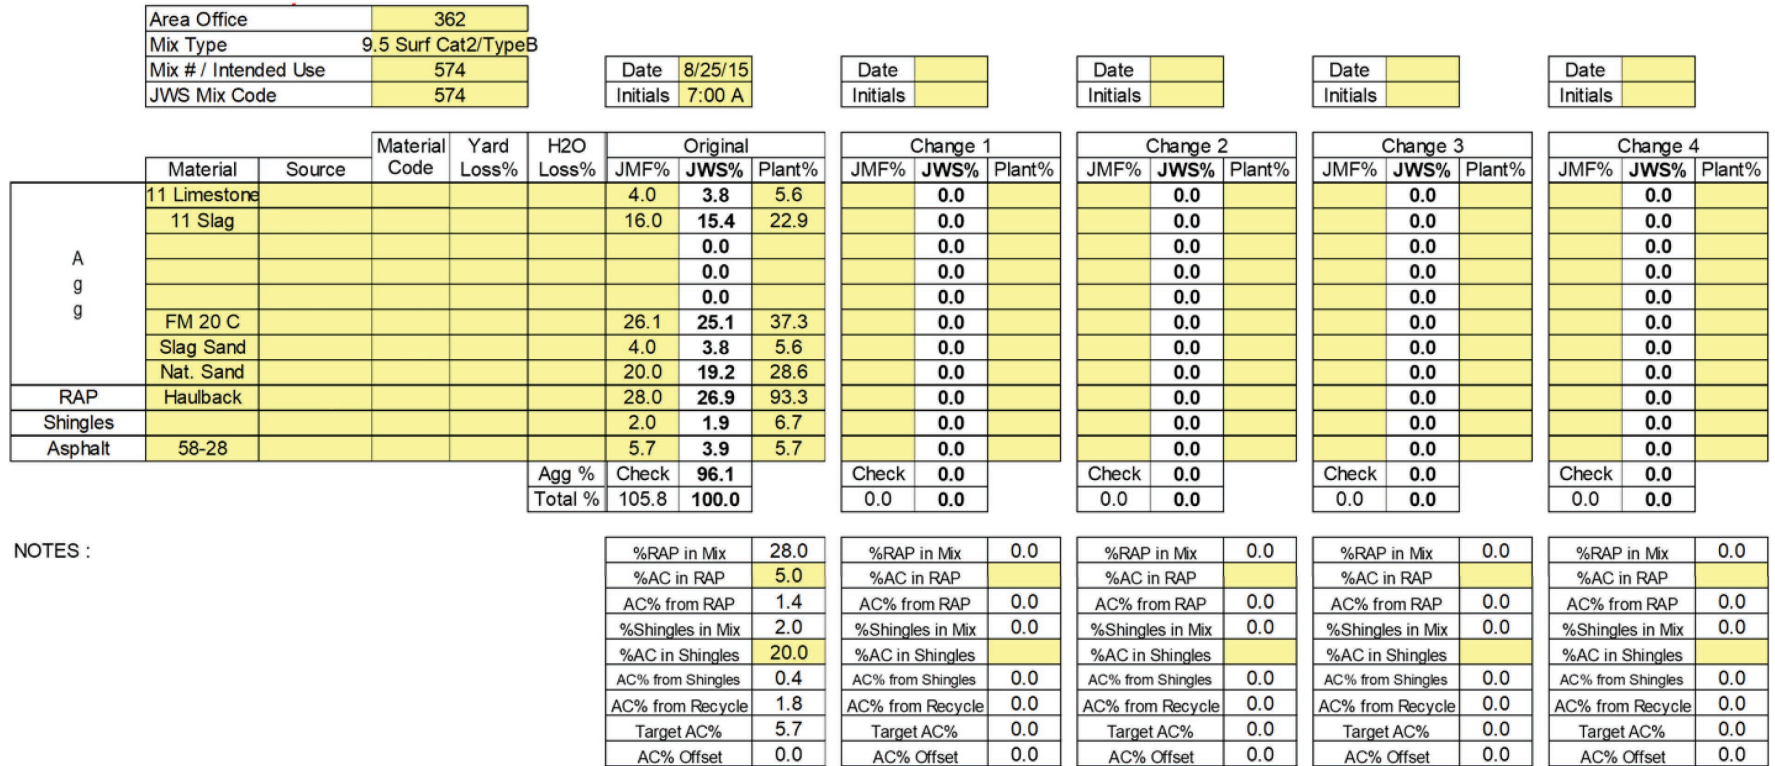 Area Office 362
Mix Type 9.5 Surf Cat2/TypeB
Mix # / Intended Use 574 Date 8/25/15 Date Date Date Date
JWS Mix Code 574 Initials 7:00 A Initials Initials Initials Initials
Material Yard H2O Original Change 1 Change 2 Change 3 Change 4
Material Source Code Loss% Loss% JMF% JWS% Plant% JMF% JWS% Plant% JMF% JWS% Plant% JMF% JWS% Plant% JMF% JWS% Plant%
11 Limestone 4.0 3.8 5.6 0.0 0.0 0.0 0.0
11 Slag 16.0 15.4 22.9 0.0 0.0 0.0 0.0
0.0 0.0 0.0 0.0 0.0
A 0.0 0.0 0.0 0.0 0.0
g 0.0 0.0 0.0 0.0 0.0
g FM 20 C 26.1 25.1 37.3 0.0 0.0 0.0 0.0
Slag Sand 4.0 3.8 5.6 0.0 0.0 0.0 0.0
Nat. Sand 20.0 19.2 28.6 0.0 0.0 0.0 0.0
RAP Haulback 28.0 26.9 93.3 0.0 0.0 0.0 0.0
Shingles 2.0 1.9 6.7 0.0 0.0 0.0 0.0
Asphalt 58-28 5.7 3.9 5.7 0.0 0.0 0.0 0.0
Agg % Check 96.1 Check 0.0 Check 0.0 Check 0.0 Check 0.0
Total % 105.8 100.0 0.0 0.0 0.0 0.0 0.0 0.0 0.0 0.0
NOTES : %RAP in Mix 28.0 %RAP in Mix 0.0 %RAP in Mix 0.0 %RAP in Mix 0.0 %RAP in Mix 0.0
%AC in RAP 5.0 %AC in RAP %AC in RAP %AC in RAP %AC in RAP
AC% from RAP 1.4 AC% from RAP 0.0 AC% from RAP 0.0 AC% from RAP 0.0 AC% from RAP 0.0
%Shingles in Mix 2.0 %Shingles in Mix 0.0 %Shingles in Mix 0.0 %Shingles in Mix 0.0 %Shingles in Mix 0.0
%AC in Shingles 20.0 %AC in Shingles %AC in Shingles %AC in Shingles %AC in Shingles
AC% from Shingles 0.4 AC% from Shingles 0.0 AC% from Shingles 0.0 AC% from Shingles 0.0 AC% from Shingles 0.0
AC% from Recycle 1.8 AC% from Recycle 0.0 AC% from Recycle 0.0 AC% from Recycle 0.0 AC% from Recycle 0.0
Target AC% 5.7 Target AC% 0.0 Target AC% 0.0 Target AC% 0.0 Target AC% 0.0
AC% Offset 0.0 AC% Offset 0.0 AC% Offset 0.0 AC% Offset 0.0 AC% Offset 0.0